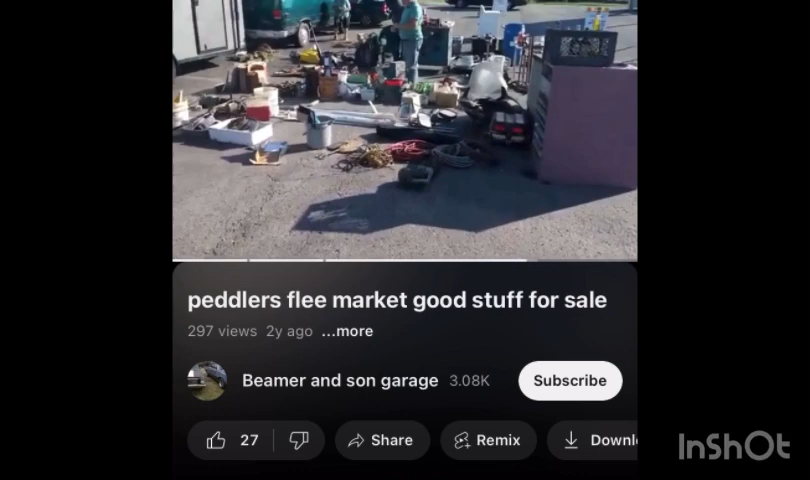 peddlers flee market good stuff for sale
297 views 2y ago ...more
Beamer and son garage 3.08K Subscribe
27 Share Remix Downl
InShOt